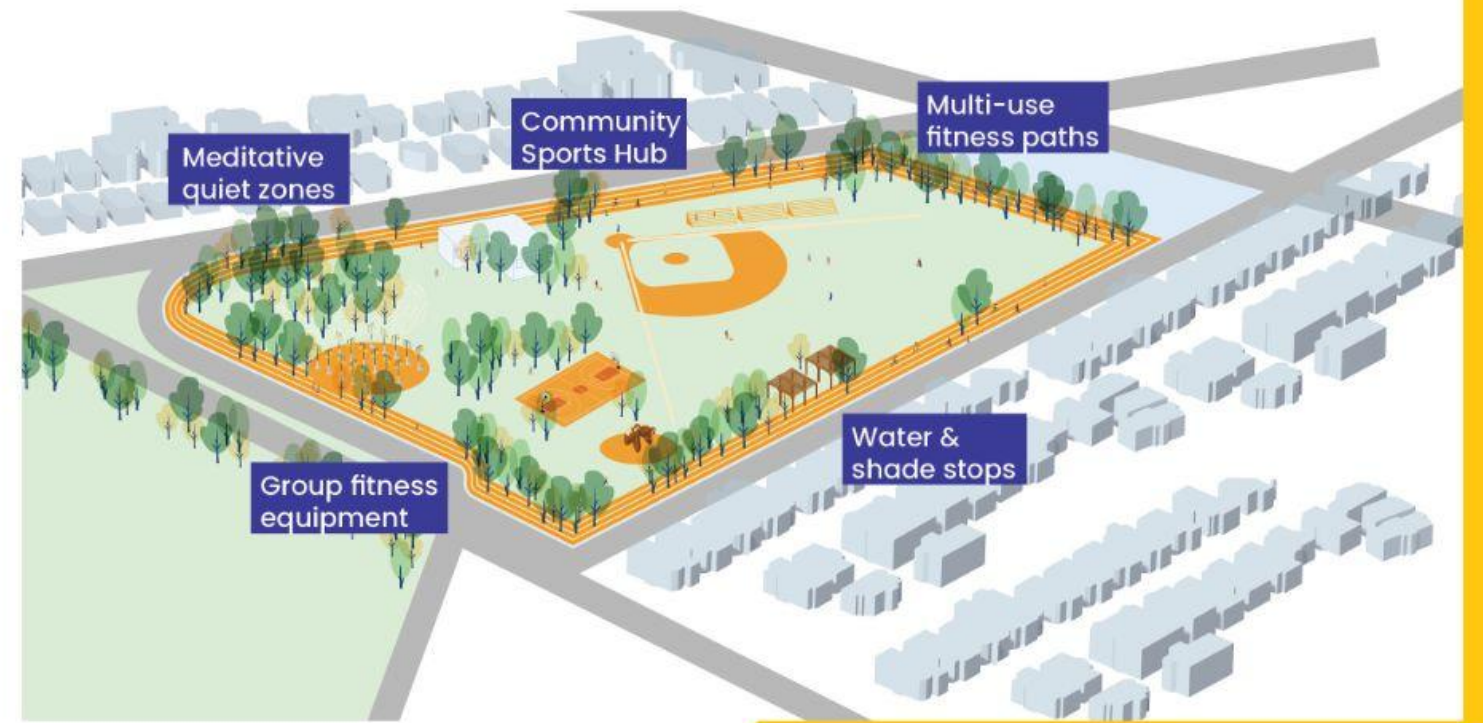 Meditative
quiet zones
Community
Sports Hub
Multi-use
fitness paths
Group fitness
equipment
Water &
shade stops